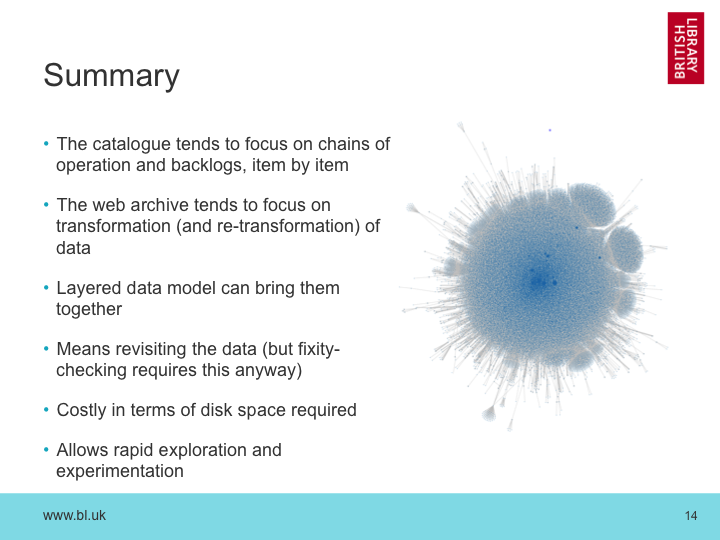 LIBRARY
BRITISH
Summary
• The catalogue tends to focus on chains of
operation and backlogs, item by item
• The web archive tends to focus on
transformation (and re-transformation) of
data
• Layered data model can bring them
together
• Means revisiting the data (but fixity-
checking requires this anyway)
• Costly in terms of disk space required
• Allows rapid exploration and
experimentation
www.bl.uk
14